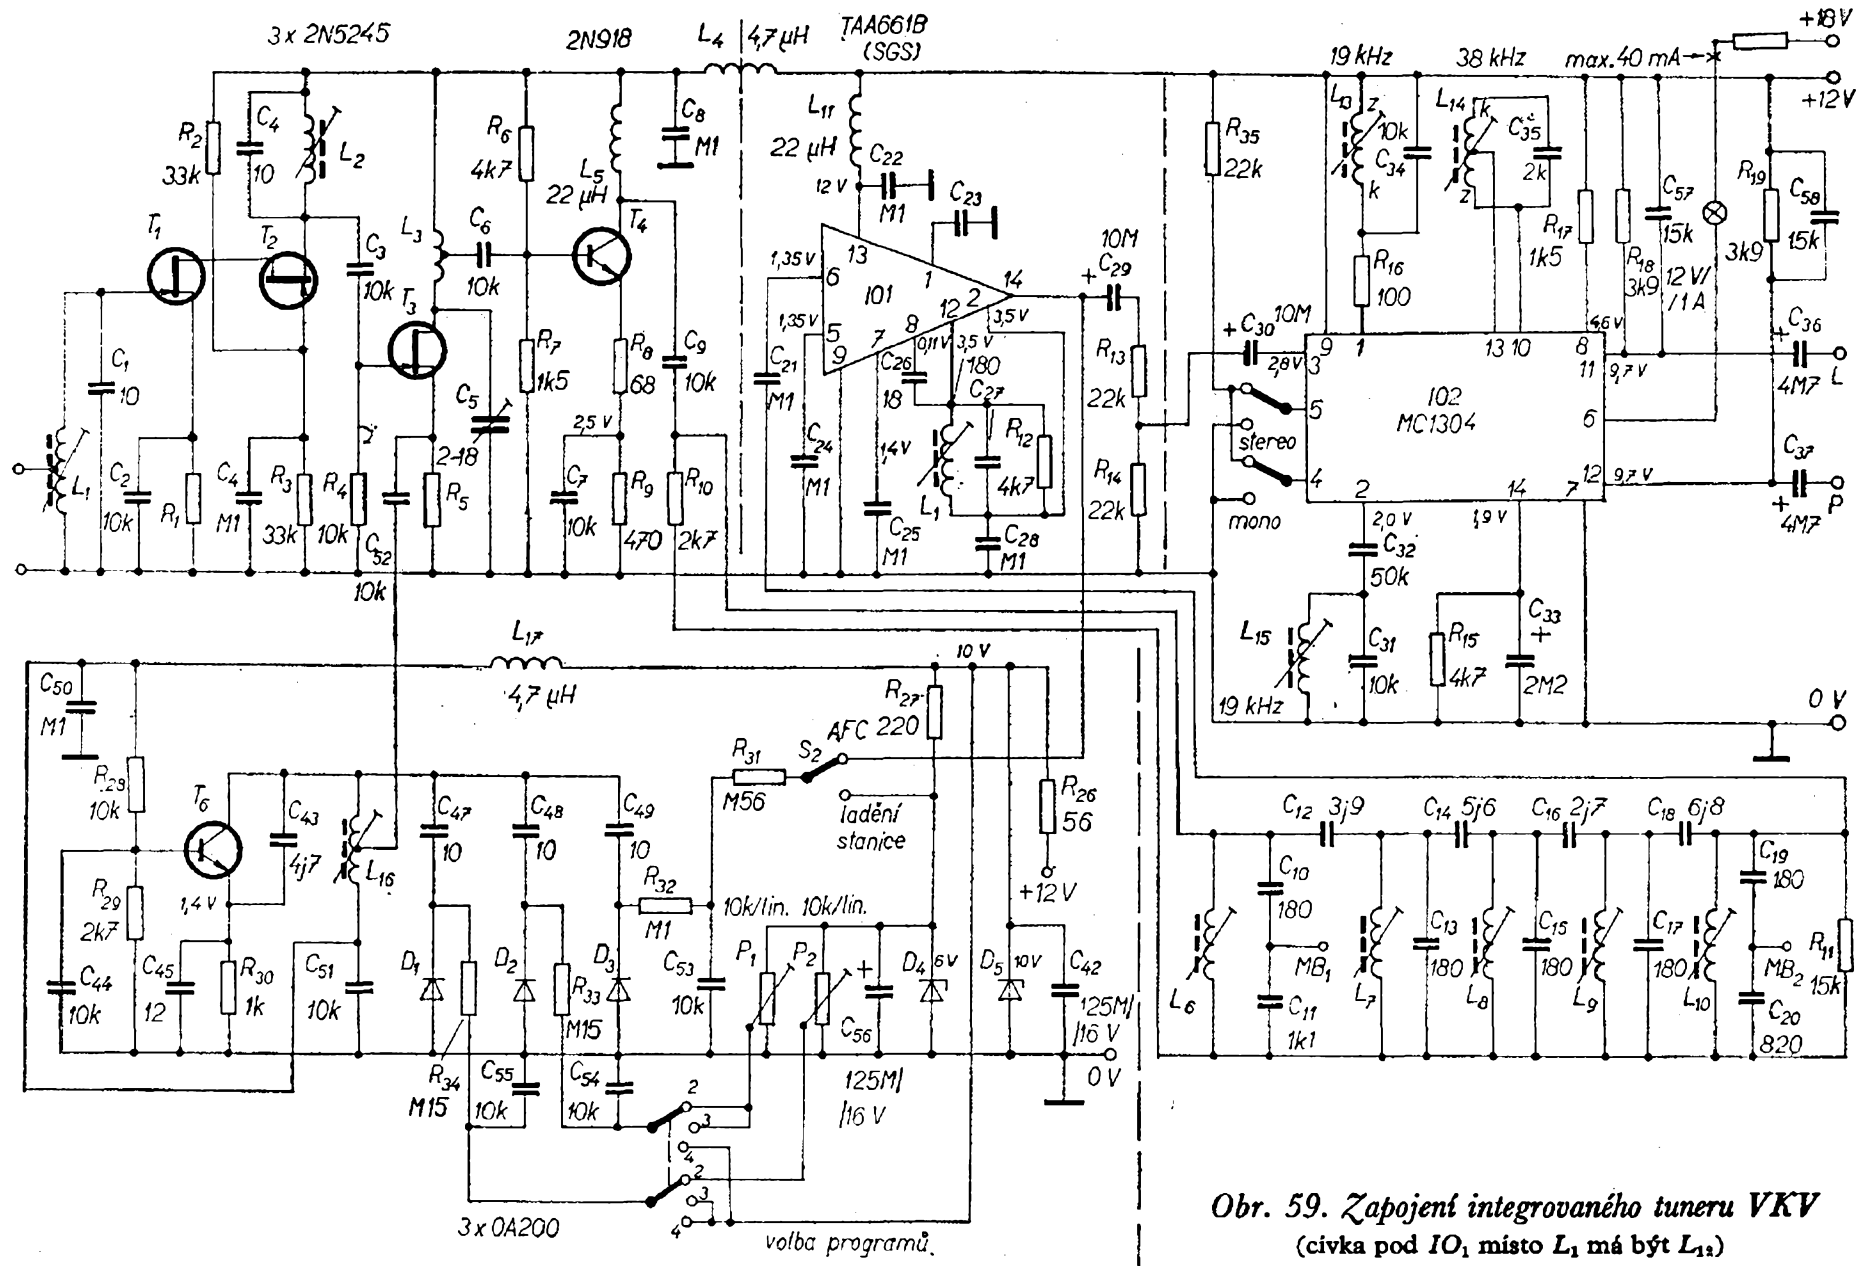 3 x 2N5245
2N918
L4
4,7 µH
TAA661B
(SGS)
19 kHz
38 kHz
max. 40 mA
+18V
+12V
C4
10
L2
R2
33k
R6
4k7
L5
22 µH
C8
M1
L11
22 µH
C22
M1
12 V
C23
R35
22k
L13
z
k
10k
C34
L14
k
z
C35
2k
R17
1k5
R18
3k9
C57
15k
12 V/
/1 A
R19
3k9
C58
15k
T1
T2
C3
10k
L3
C6
10k
T4
T3
1,35 V
6
13
1
14
IO1
2
12
8
7
5
9
1,35 V
3,5 V
0,11 V
3,5 V
10M
C29
R16
100
10M
C30
2,8 V
9
1
13
10
8
4,6 V
3
11
9,7 V
IO2
MC1304
5
6
4
12
9,7 V
2
14
7
2,0 V
1,9 V
C36
4M7
L
C37
4M7
P
C1
10
L1
C2
10k
R1
C4
M1
R3
33k
R4
10k
C52
10k
R5
C5
2-18
R7
1k5
R8
68
C9
10k
2,5 V
C7
10k
R9
470
R10
2k7
C21
M1
C24
M1
C26
18
180
C27
1,4 V
C25
M1
L1
R12
4k7
C28
M1
R13
22k
R14
22k
stereo
mono
C32
50k
L15
19 kHz
C31
10k
R15
4k7
C33
2M2
0 V
L17
4,7 µH
10 V
C50
M1
R28
10k
T6
C43
4j7
L16
C47
10
C48
10
C49
10
R31
M56
S2
AFC
ladění
stanice
R27
220
R26
56
+12 V
R29
2k7
1,4 V
C44
10k
C45
12
R30
1k
C51
10k
D1
D2
R33
M15
D3
R32
M1
C53
10k
10k/lin.
10k/lin.
P1
P2
C56
125M/
/16 V
D4
6 V
D5
10 V
C42
125M/
/16 V
0 V
R34
M15
C55
10k
C54
10k
2
3
4
2
3
4
3 x OA200
volba programů
C12
3j9
C14
5j6
C16
2j7
C18
6j8
C10
180
MB1
C11
1k1
L6
L7
C13
180
L8
C15
180
L9
C17
180
L10
C19
180
MB2
C20
820
R11
15k
Obr. 59. Zapojení integrovaného tuneru VKV
(civka pod IO1 místo L1 má být L12)